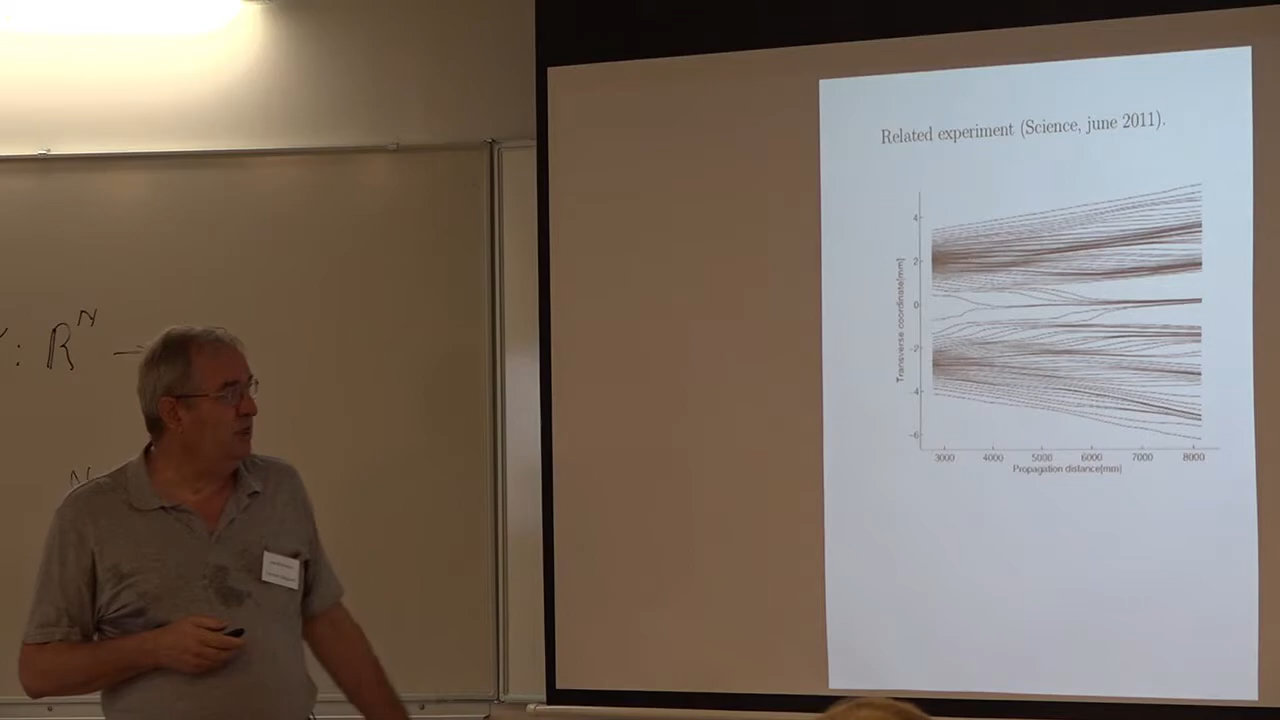 : R^N →
N
Related experiment (Science, june 2011).
Transverse coordinate[mm]
4
2
0
-2
-4
-6
3000 4000 5000 6000 7000 8000
Propagation distance[mm]